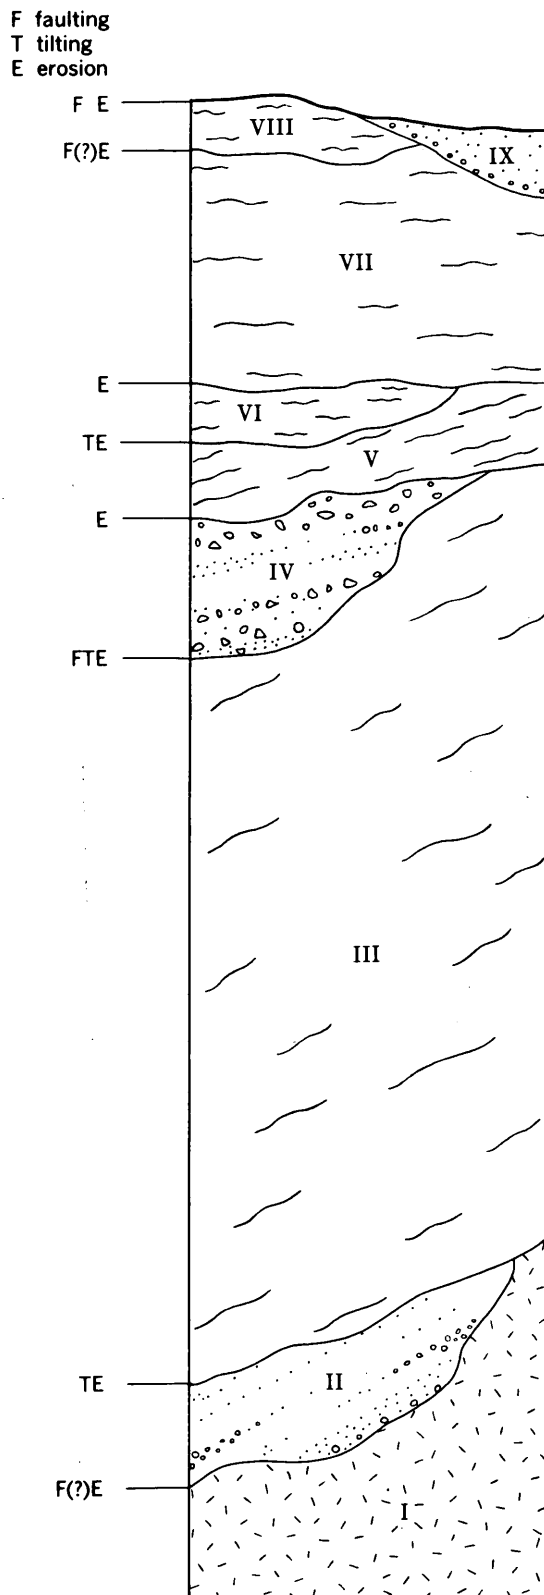 F faulting
T tilting
E erosion
F E
VIII
F(?)E
IX
VII
E
VI
TE
V
E
IV
FTE
III
TE
II
F(?)E
I